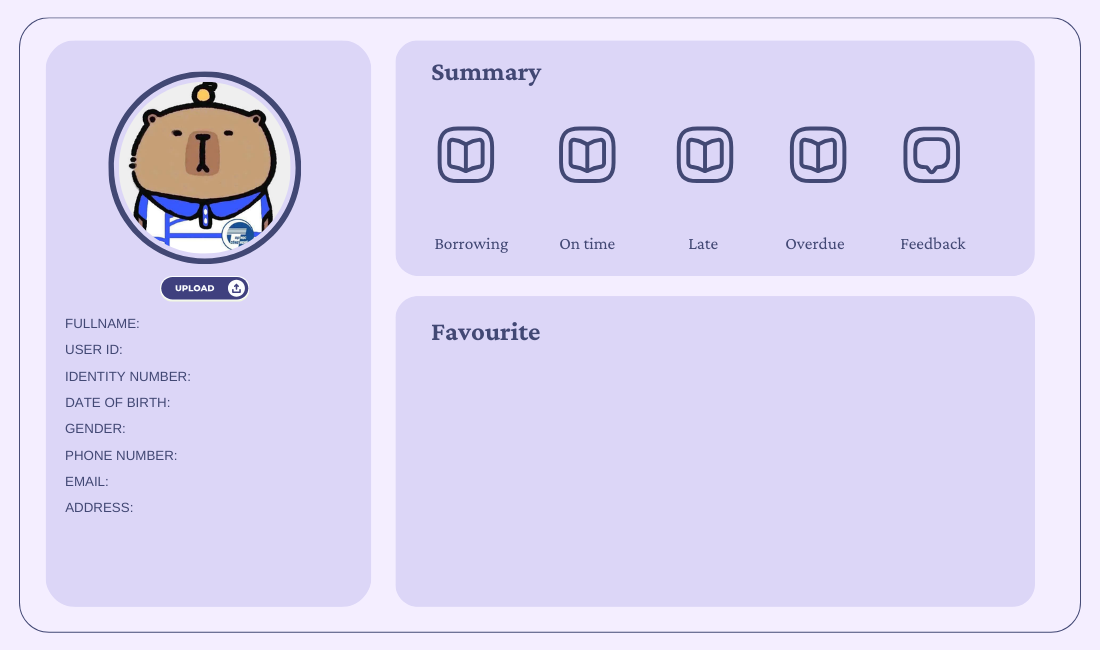 UPLOAD
FULLNAME:
USER ID:
IDENTITY NUMBER:
DATE OF BIRTH:
GENDER:
PHONE NUMBER:
EMAIL:
ADDRESS:
Summary
Borrowing
On time
Late
Overdue
Feedback
Favourite